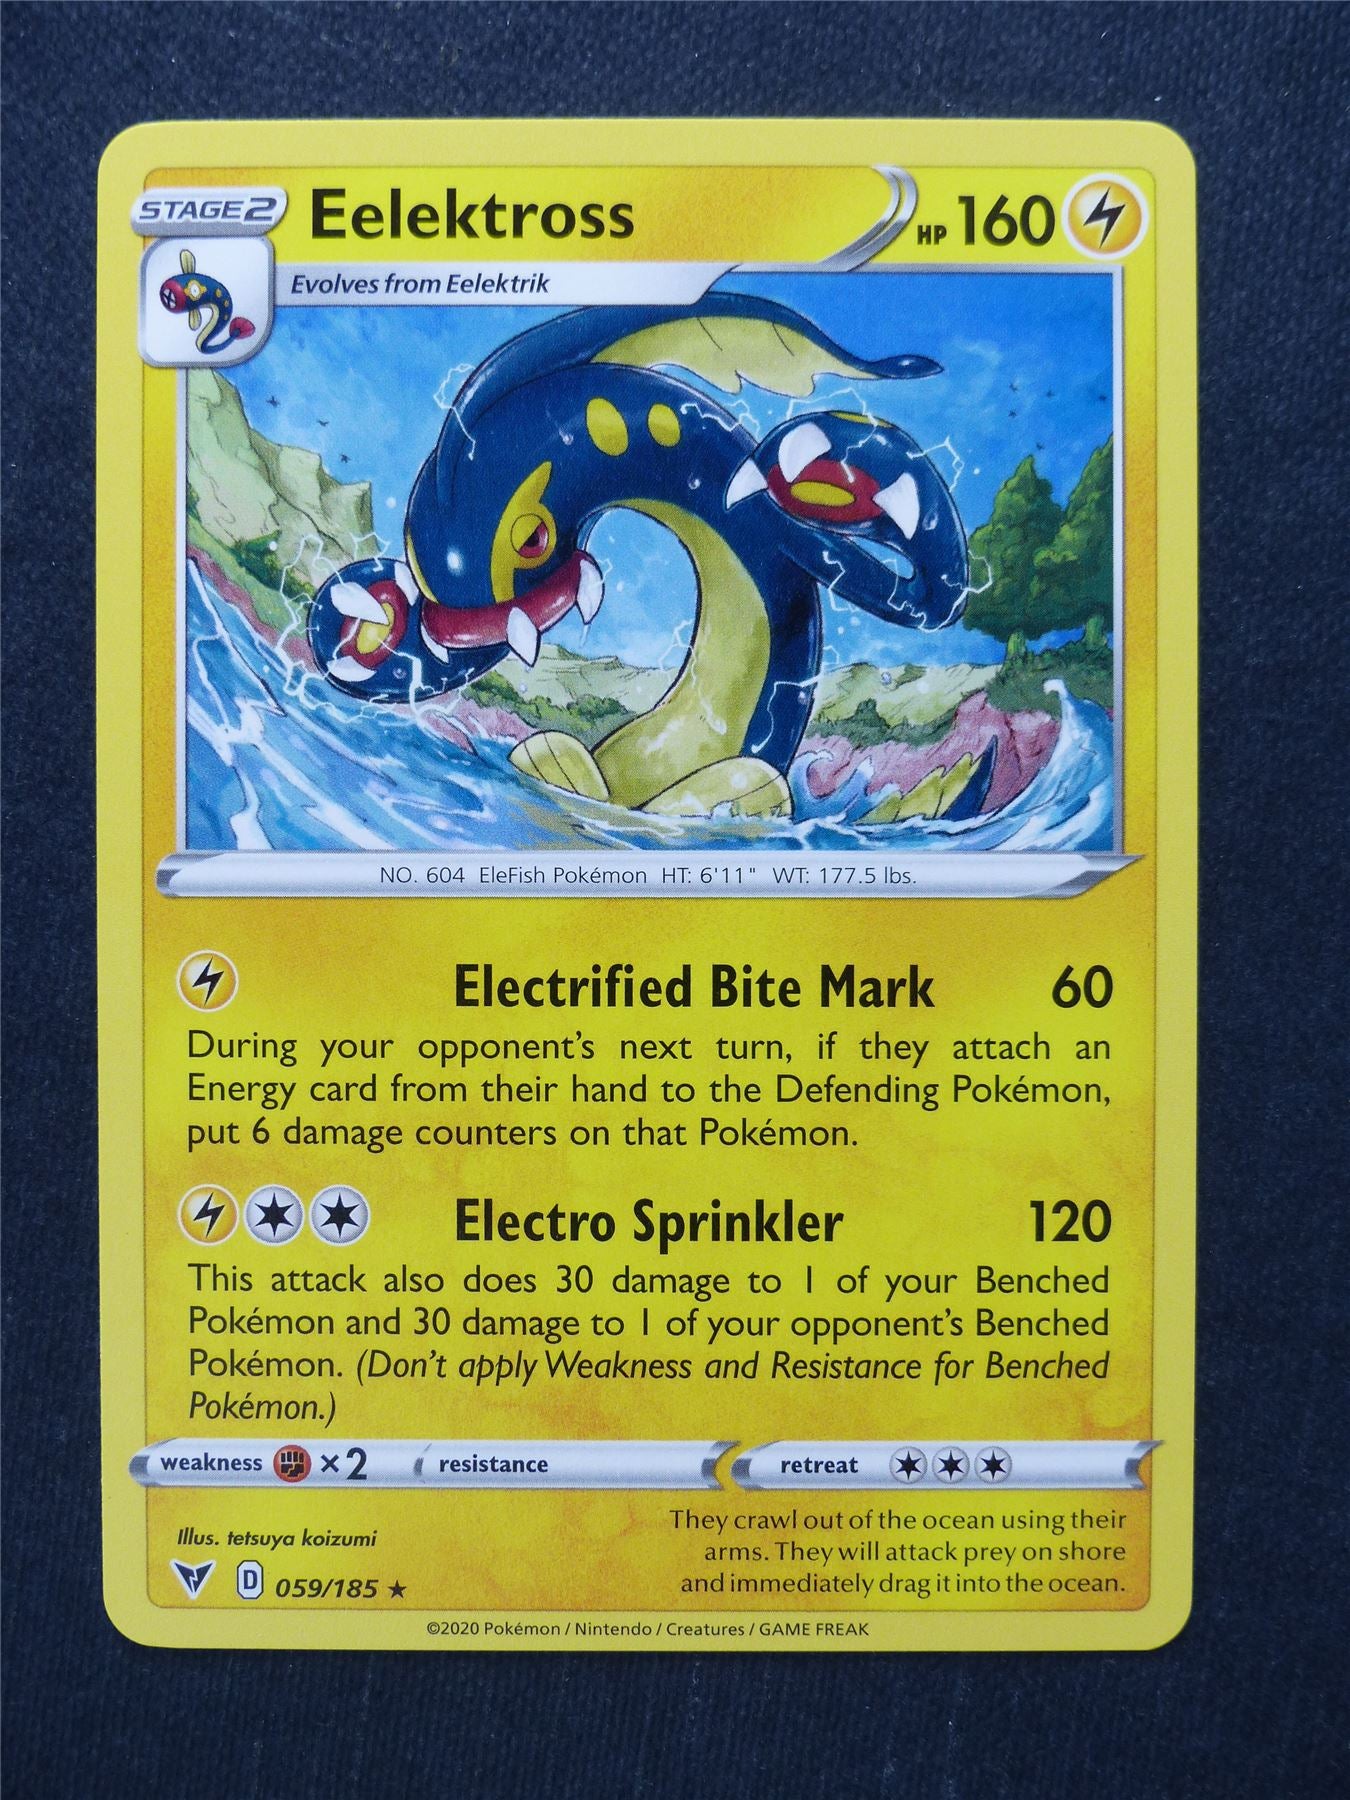 STAGE 2
Eelektross
HP 160
Evolves from Eelektrik
NO. 604 EleFish Pokémon HT: 6'11" WT: 177.5 lbs.
Electrified Bite Mark 60
During your opponent's next turn, if they attach an
Energy card from their hand to the Defending Pokémon,
put 6 damage counters on that Pokémon.
Electro Sprinkler 120
This attack also does 30 damage to 1 of your Benched
Pokémon and 30 damage to 1 of your opponent's Benched
Pokémon. (Don't apply Weakness and Resistance for Benched
Pokémon.)
weakness ×2 resistance retreat
Illus. tetsuya koizumi
D 059/185 ★
They crawl out of the ocean using their
arms. They will attack prey on shore
and immediately drag it into the ocean.
©2020 Pokémon / Nintendo / Creatures / GAME FREAK